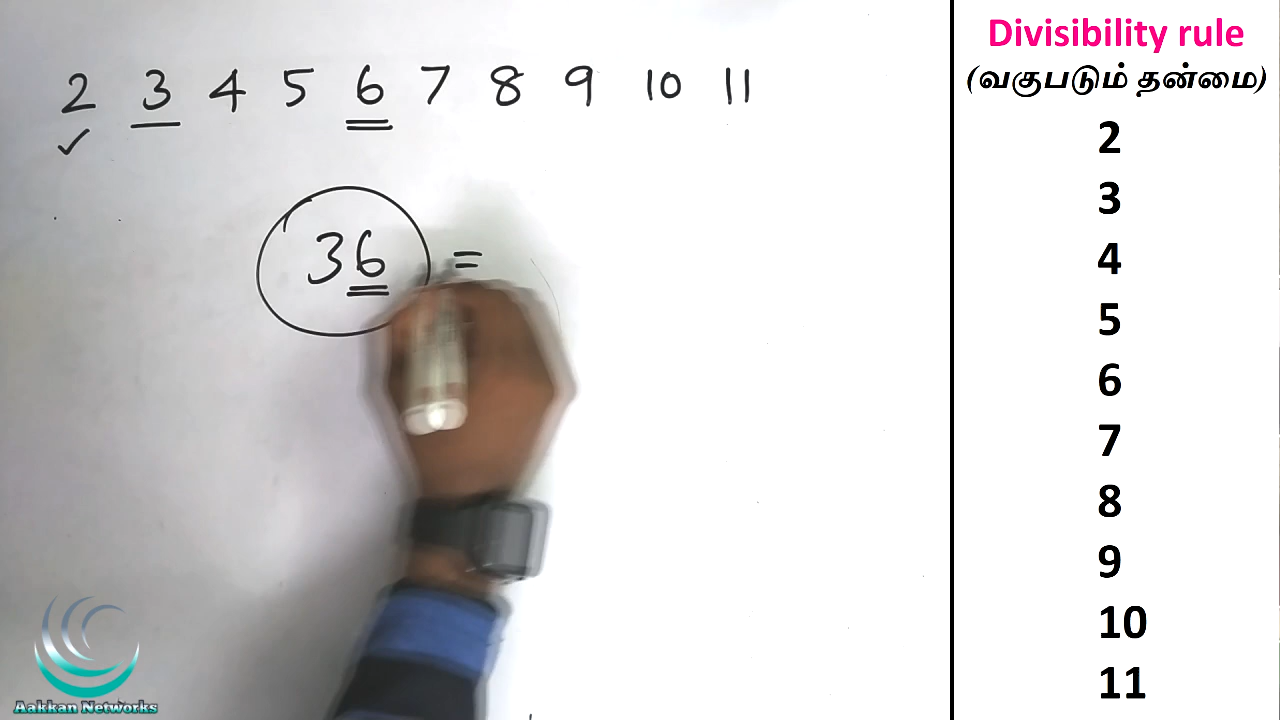 2 3 4 5 6 7 8 9 10 11
36 =
Divisibility rule
(வகுபடும் தன்மை)
2
3
4
5
6
7
8
9
10
11
Aakkan Networks